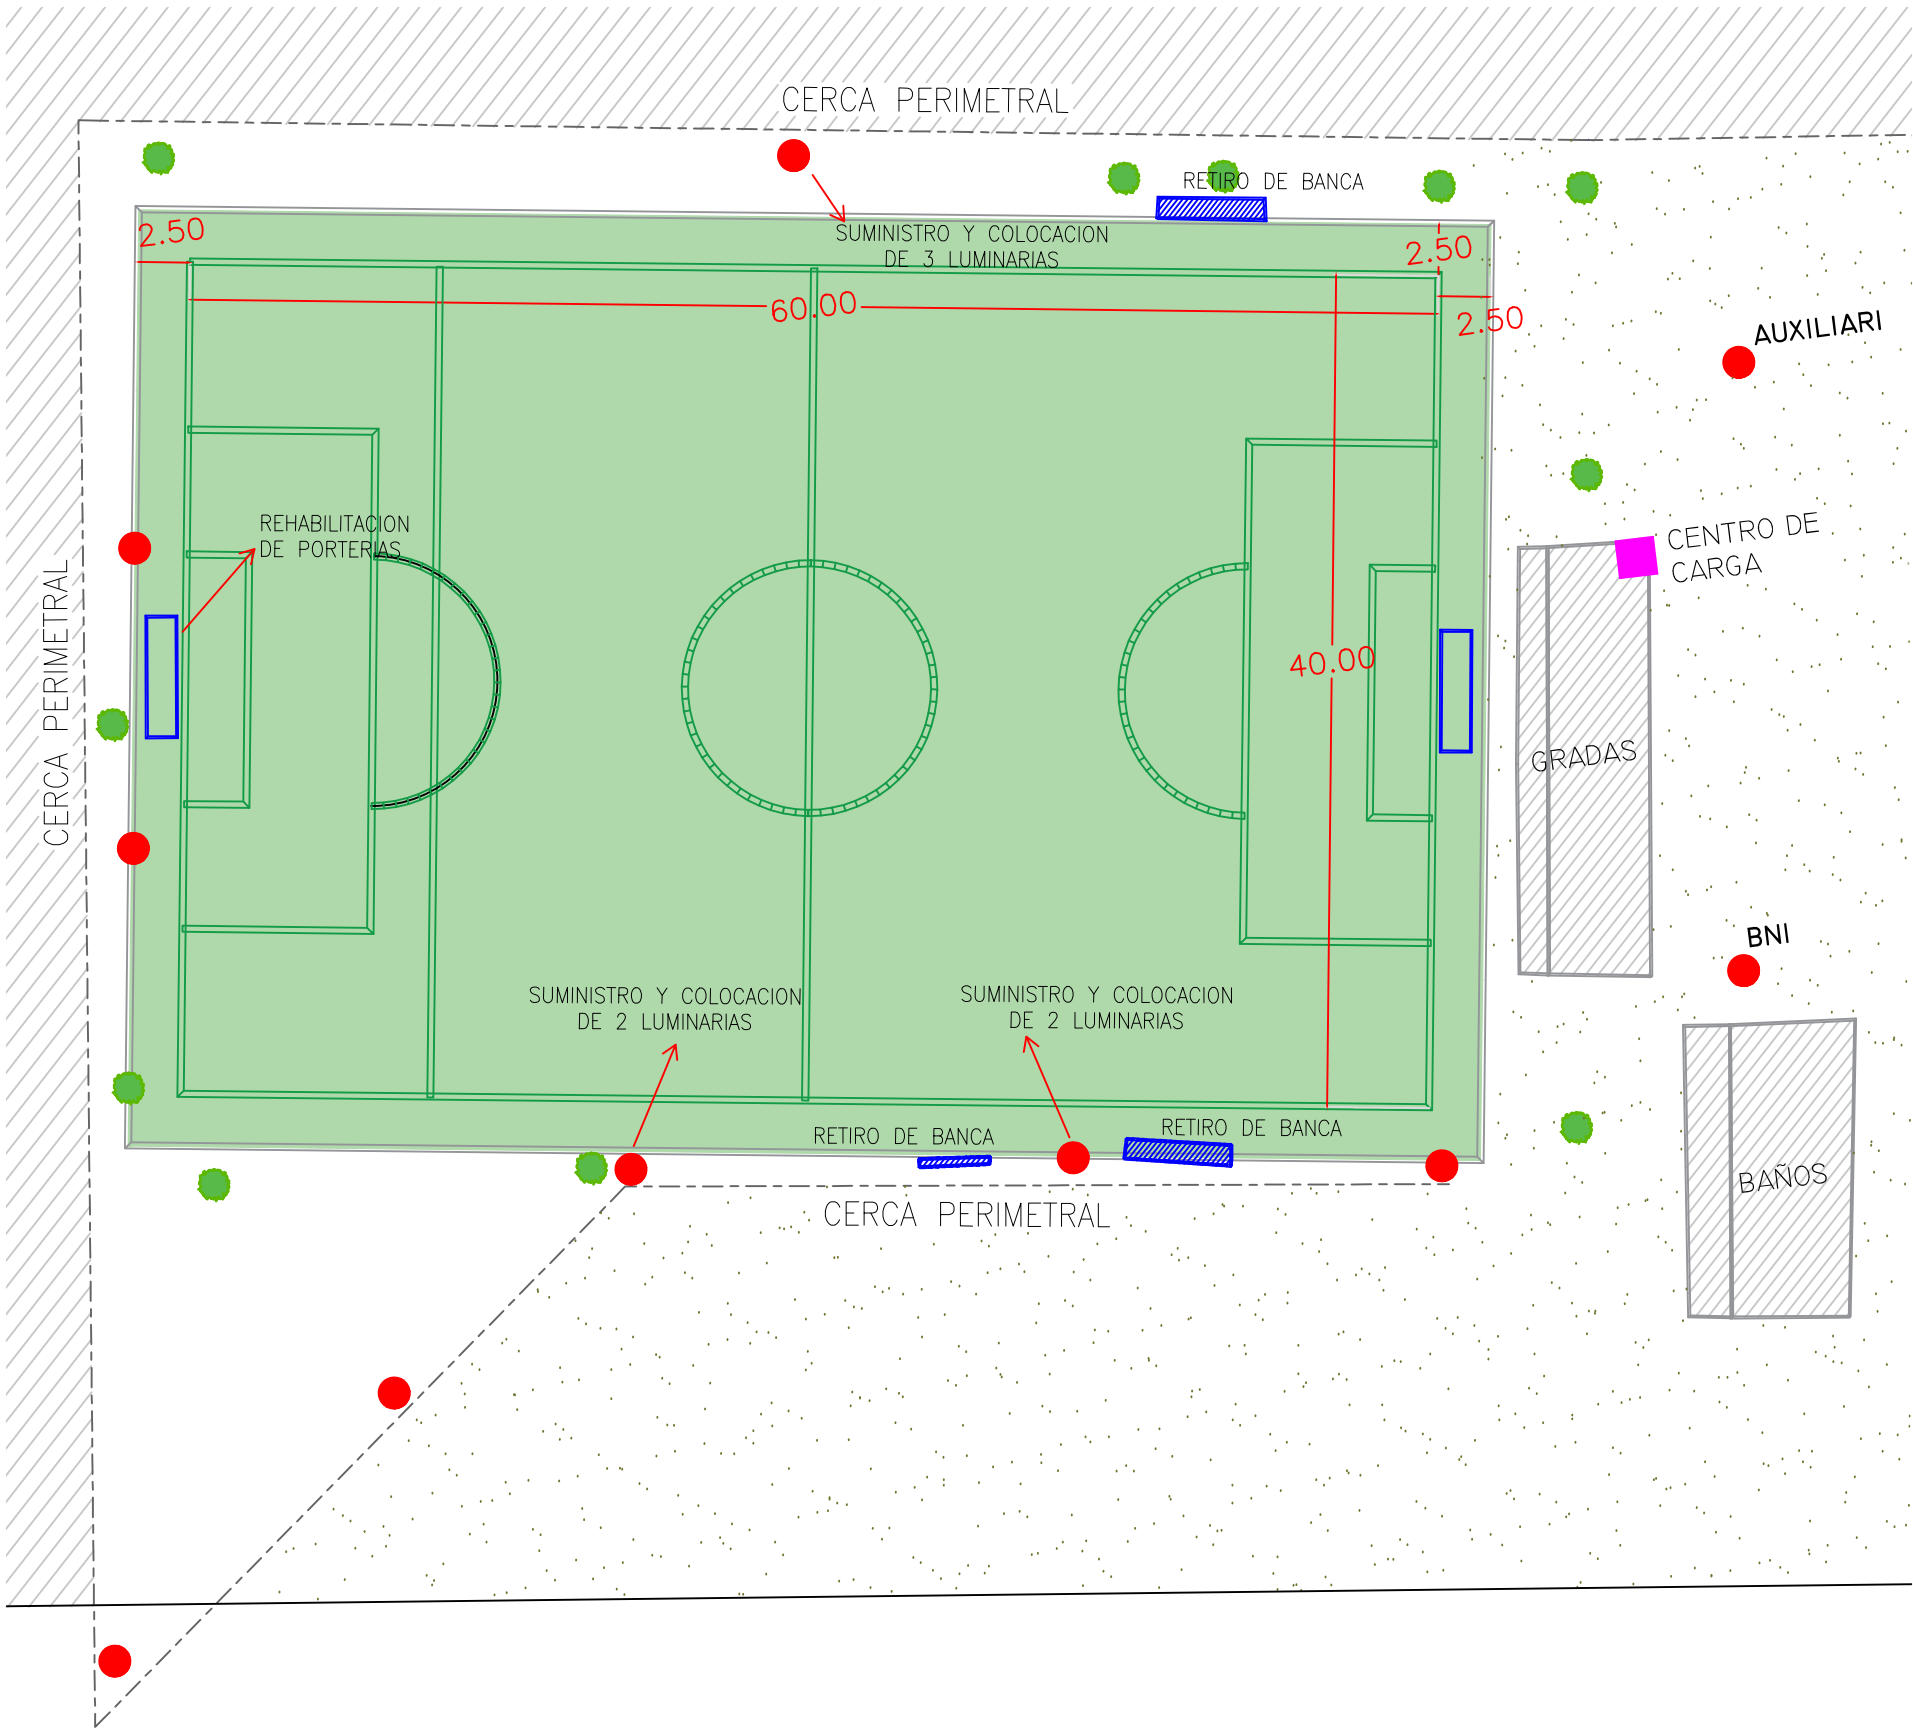 CERCA PERIMETRAL
RETIRO DE BANCA
2.50
SUMINISTRO Y COLOCACION
DE 3 LUMINARIAS
2.50
60.00
2.50
AUXILIARI
REHABILITACION
DE PORTERIAS
CENTRO DE
CARGA
CERCA PERIMETRAL
40.00
GRADAS
BNI
SUMINISTRO Y COLOCACION
DE 2 LUMINARIAS
SUMINISTRO Y COLOCACION
DE 2 LUMINARIAS
RETIRO DE BANCA
RETIRO DE BANCA
BAÑOS
CERCA PERIMETRAL